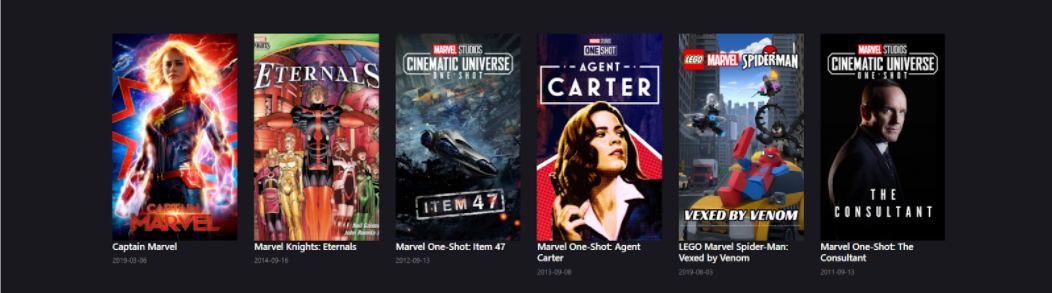 CAPTAIN
MARVEL
Captain Marvel
2019-03-06
ETERNALS
Marvel Knights: Eternals
2014-09-16
MARVEL STUDIOS
CINEMATIC UNIVERSE
ONE-SHOT
ITEM 47
Marvel One-Shot: Item 47
2012-09-13
ONE SHOT
AGENT
CARTER
Marvel One-Shot: Agent
Carter
2013-09-08
LEGO MARVEL SPIDER-MAN
VEXED BY VENOM
LEGO Marvel Spider-Man:
Vexed by Venom
2019-08-03
MARVEL STUDIOS
CINEMATIC UNIVERSE
ONE-SHOT
THE
CONSULTANT
Marvel One-Shot: The
Consultant
2011-09-13